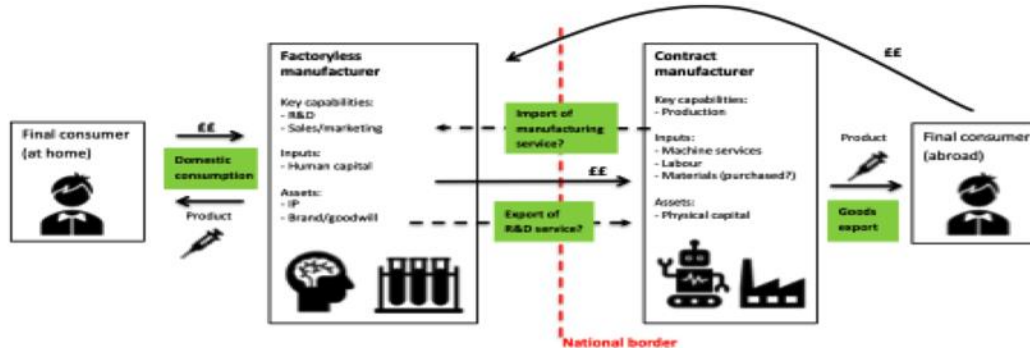 Final consumer
(at home)
££
Domestic
consumption
Product
Factoryless
manufacturer
Key capabilities:
- R&D
- Sales/marketing
Inputs:
- Human capital
Assets:
- IP
- Brand/goodwill
Import of
manufacturing
service?
££
Export of
R&D service?
National border
Contract
manufacturer
Key capabilities:
- Production
Inputs:
- Machine services
- Labour
- Materials (purchased?)
Assets:
- Physical capital
££
Product
Goods
export
Final consumer
(abroad)